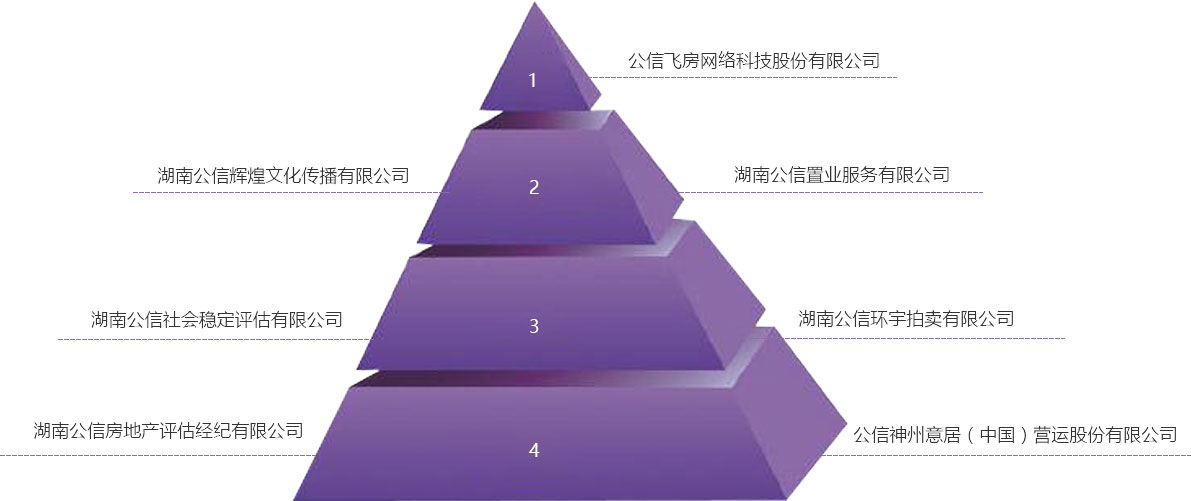 公信飞房网络科技股份有限公司
1
湖南公信辉煌文化传播有限公司
2
湖南公信置业服务有限公司
湖南公信社会稳定评估有限公司
3
湖南公信环宇拍卖有限公司
湖南公信房地产评估经纪有限公司
4
公信神州意居（中国）营运股份有限公司